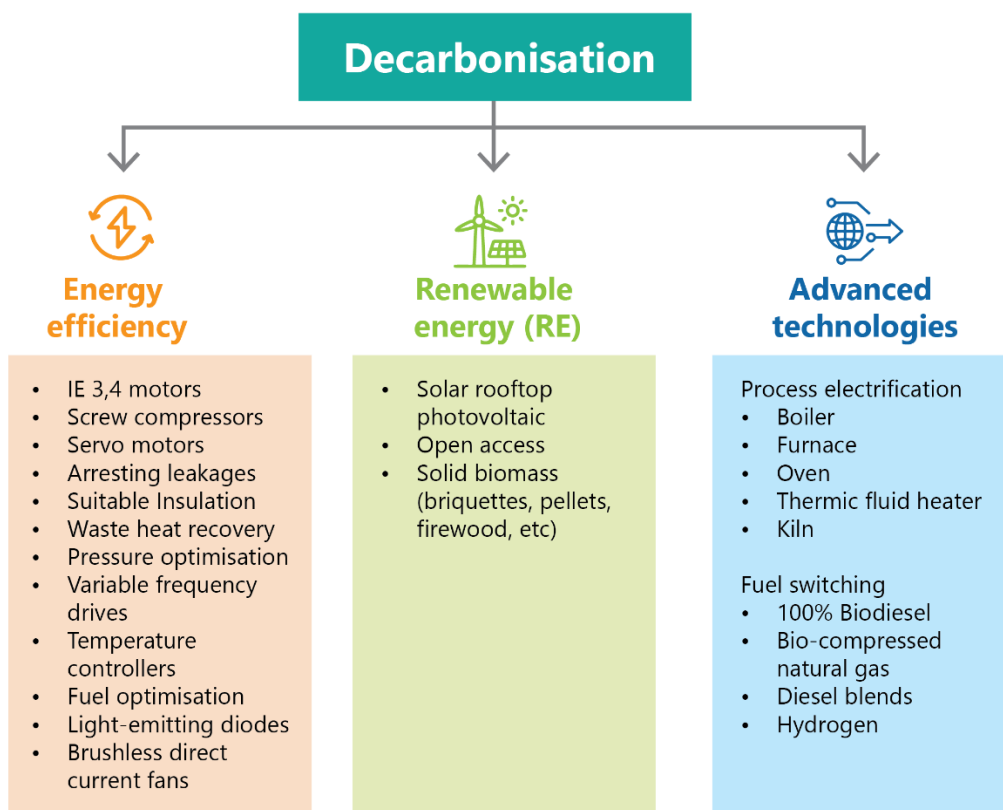 Decarbonisation
Energy
efficiency
• IE 3,4 motors
• Screw compressors
• Servo motors
• Arresting leakages
• Suitable Insulation
• Waste heat recovery
• Pressure optimisation
• Variable frequency
drives
• Temperature
controllers
• Fuel optimisation
• Light-emitting diodes
• Brushless direct
current fans
Renewable
energy (RE)
• Solar rooftop
photovoltaic
• Open access
• Solid biomass
(briquettes, pellets,
firewood, etc)
Advanced
technologies
Process electrification
• Boiler
• Furnace
• Oven
• Thermic fluid heater
• Kiln
Fuel switching
• 100% Biodiesel
• Bio-compressed
natural gas
• Diesel blends
• Hydrogen